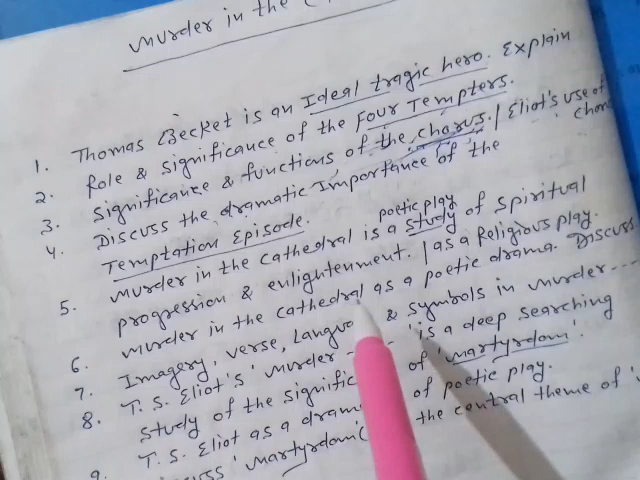 Murder in the
1. Thomas Becket is an Ideal tragic hero. Explain
2. Role & significance of the Four Tempters.
3. Significance & functions of the chorus. | Eliot's use of
4. Discuss the dramatic Importance of the
Temptation Episode.
poetic play
5. Murder in the cathedral is a study of spiritual
progression & enlightenment. | as a Religious play.
6. Murder in the cathedral as a poetic drama. Discuss
7. Imagery, verse, & symbols in murder ---
8. T. S. Eliot's 'murder --- 'is a deep searching
study of the of 'martyrdom'.
9. T. S. Eliot as a of poetic play.
the central theme of